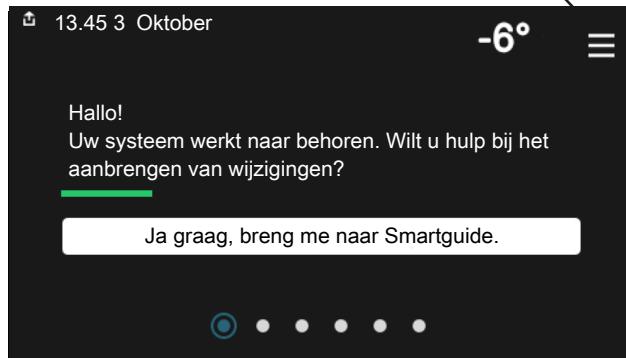 13.45 3 Oktober
-6°
Hallo!
Uw systeem werkt naar behoren. Wilt u hulp bij het
aanbrengen van wijzigingen?
Ja graag, breng me naar Smartguide.